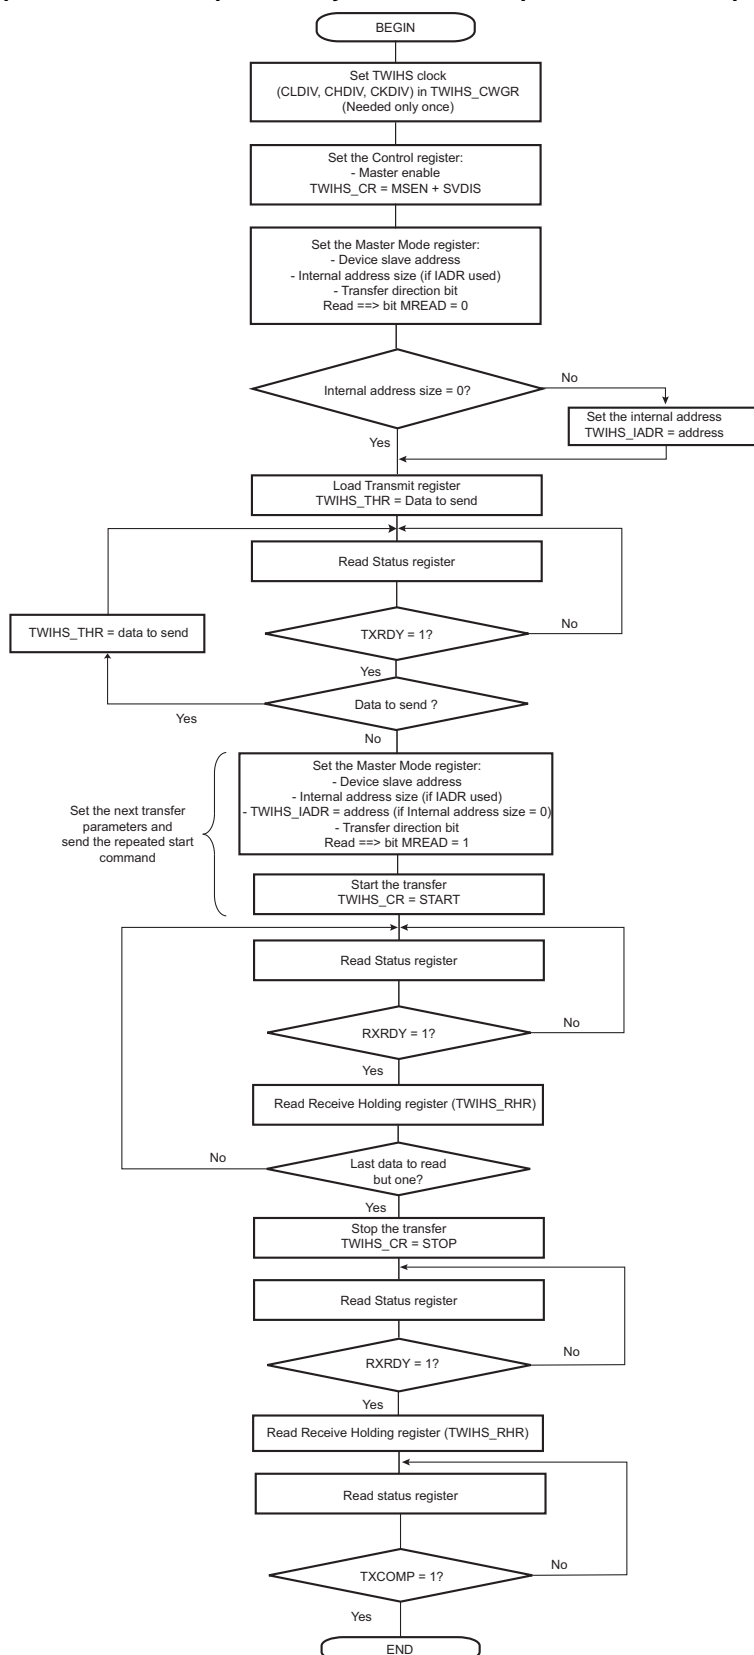 BEGIN
Set TWIHS clock
(CLDIV, CHDIV, CKDIV) in TWIHS_CWGR
(Needed only once)
Set the Control register:
- Master enable
TWIHS_CR = MSEN + SVDIS
Set the Master Mode register:
- Device slave address
- Internal address size (if IADR used)
- Transfer direction bit
Read ==> bit MREAD = 0
Internal address size = 0?
No
Set the internal address
TWIHS_IADR = address
Yes
Load Transmit register
TWIHS_THR = Data to send
Read Status register
TWIHS_THR = data to send
TXRDY = 1?
No
Yes
Data to send ?
Yes
No
Set the next transfer
parameters and
send the repeated start
command
Set the Master Mode register:
- Device slave address
- Internal address size (if IADR used)
- TWIHS_IADR = address (if Internal address size = 0)
- Transfer direction bit
Read ==> bit MREAD = 1
Start the transfer
TWIHS_CR = START
Read Status register
RXRDY = 1?
No
Yes
Read Receive Holding register (TWIHS_RHR)
No
Last data to read
but one?
Yes
Stop the transfer
TWIHS_CR = STOP
Read Status register
RXRDY = 1?
No
Yes
Read Receive Holding register (TWIHS_RHR)
Read status register
TXCOMP = 1?
No
Yes
END